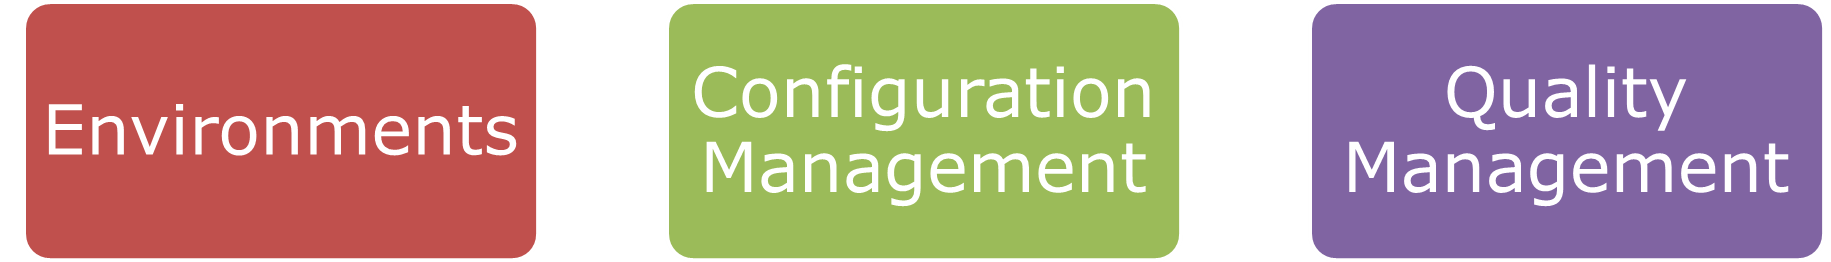 Environments
Configuration
Management
Quality
Management